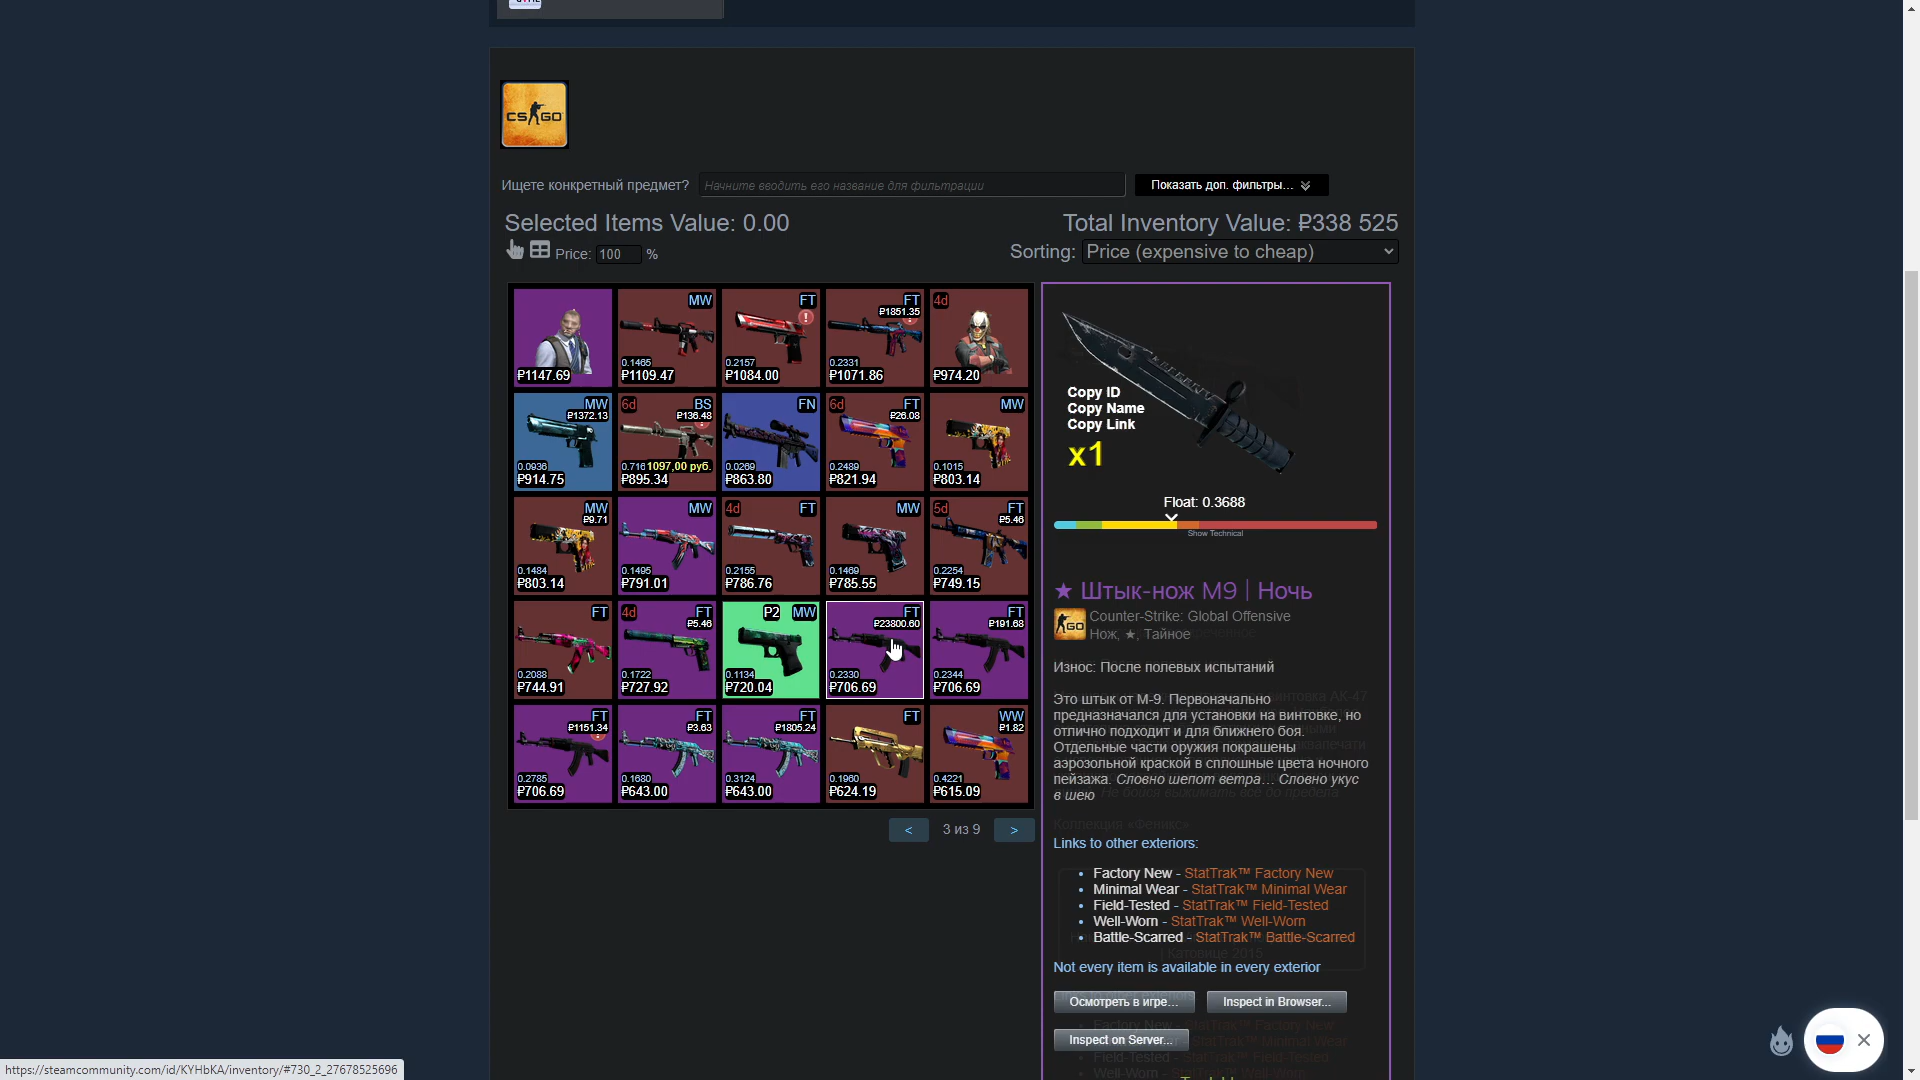 CS GO
Ищете конкретный предмет?
Начните вводить его название для фильтрации
Показать доп. фильтры...
Selected Items Value: 0.00
Total Inventory Value: ₽338 525
Price: 100 %
Sorting: Price (expensive to cheap)
₽1147.69
MW
0.1465
₽1109.47
FT
0.2157
₽1084.00
FT
₽1851.35
0.2331
₽1071.86
4d
₽974.20
MW
₽1372.13
0.0936
₽914.75
6d BS
₽136.48
0.716 1097,00 руб.
₽895.34
FN
0.0269
₽863.80
6d FT
₽26.08
0.2489
₽821.94
MW
0.1015
₽803.14
MW
₽9.71
0.1484
₽803.14
MW
0.1495
₽791.01
4d FT
0.2155
₽786.76
MW
0.1469
₽785.55
5d FT
₽5.46
0.2254
₽749.15
FT
0.2088
₽744.91
4d FT
₽5.46
0.1722
₽727.92
P2 MW
0.1134
₽720.04
FT
₽23800.60
0.2330
₽706.69
FT
₽191.68
0.2344
₽706.69
FT
₽1151.34
0.2785
₽706.69
FT
₽3.63
0.1680
₽643.00
FT
₽1805.24
0.3124
₽643.00
FT
0.1960
₽624.19
WW
₽1.82
0.4221
₽615.09
< 3 из 9 >
Copy ID
Copy Name
Copy Link
x1
Float: 0.3688
Show Technical
★ Штык-нож M9 | Ночь
Counter-Strike: Global Offensive
Нож, ★, Тайное
Износ: После полевых испытаний
Это штык от М-9. Первоначально
предназначался для установки на винтовке, но
отлично подходит и для ближнего боя.
Отдельные части оружия покрашены
аэрозольной краской в сплошные цвета ночного
пейзажа. Словно шепот ветра… Словно укус
в шею
Не бойся выжимать все до предела
Коллекция «Феникс»
Links to other exteriors:
Factory New - StatTrak™ Factory New
Minimal Wear - StatTrak™ Minimal Wear
Field-Tested - StatTrak™ Field-Tested
Well-Worn - StatTrak™ Well-Worn
Battle-Scarred - StatTrak™ Battle-Scarred
Not every item is available in every exterior
Осмотреть в игре...
Inspect in Browser...
Inspect on Server...
https://steamcommunity.com/id/KYHbKA/inventory/#730_2_27678525696